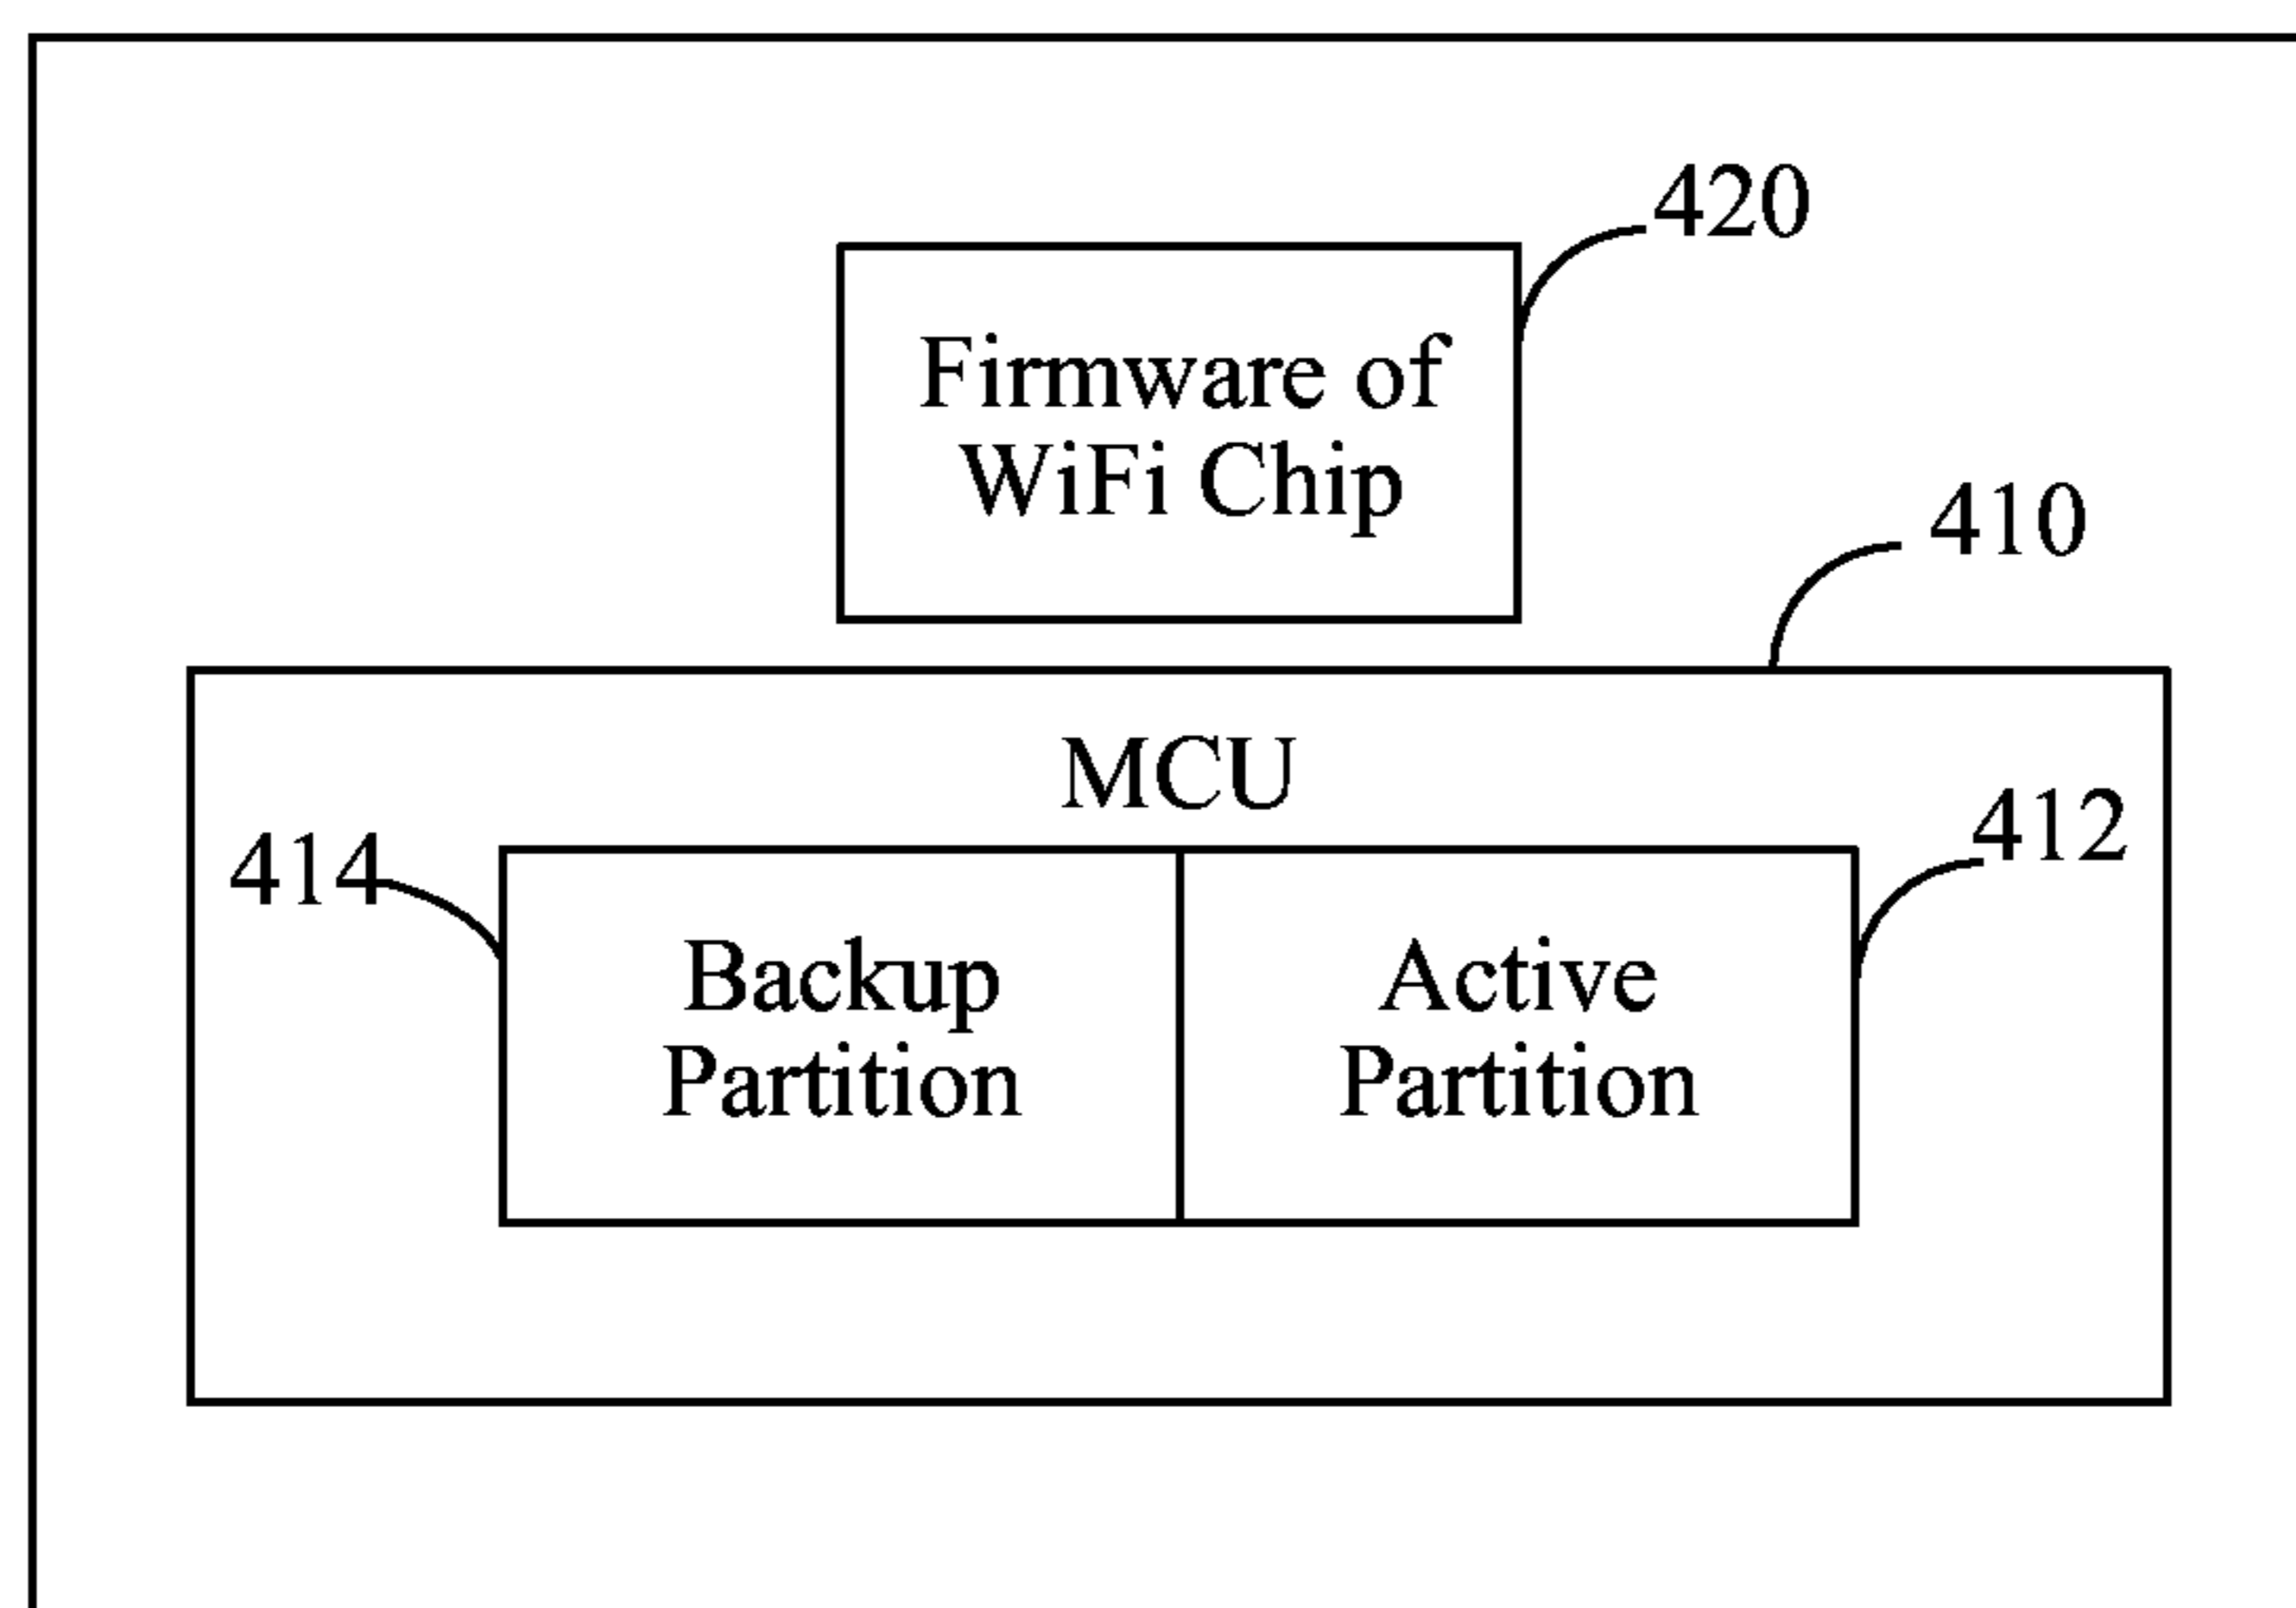 420
Firmware of
WiFi Chip
410
MCU
414
412
Backup
Partition
Active
Partition